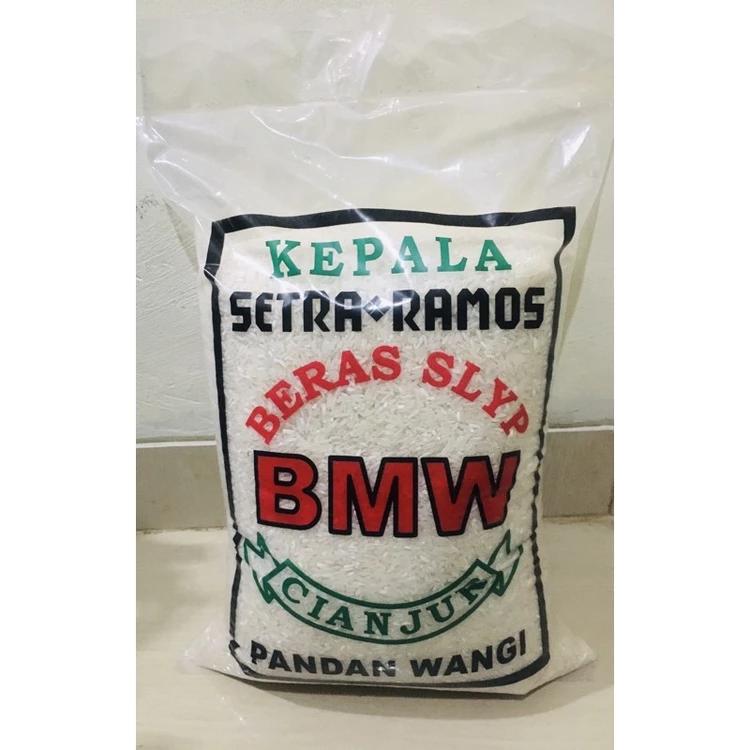 KEPALA
SETRA RAMOS
BERAS SLYP
BMW
CIANJUR
PANDAN WANGI